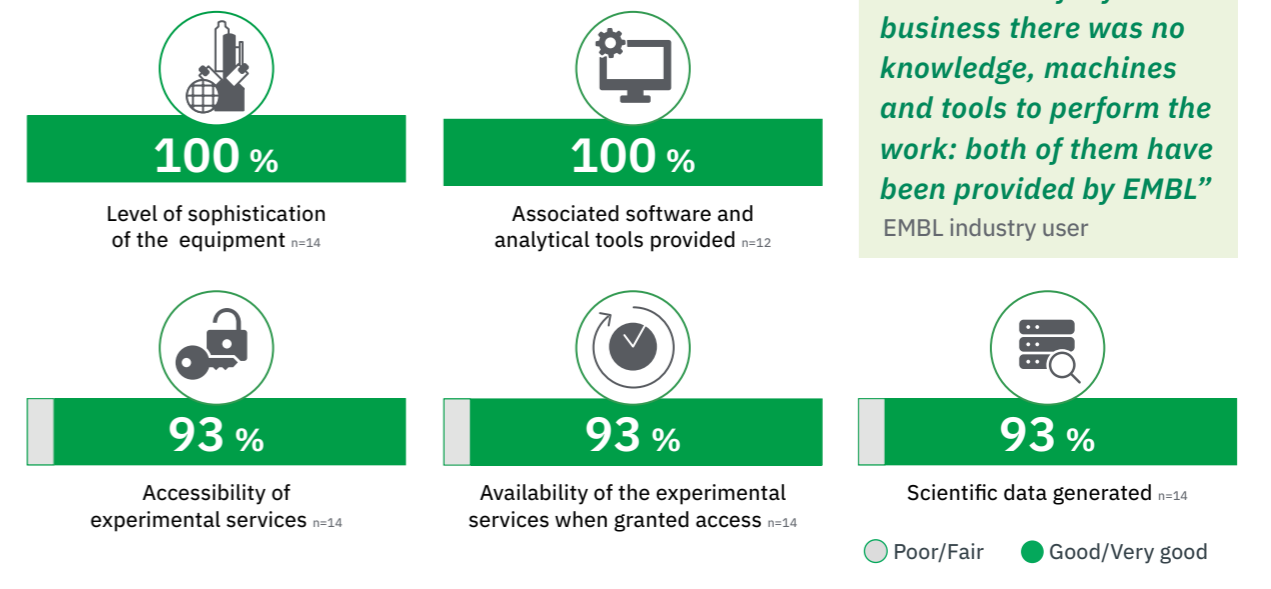 business there was no
knowledge, machines
and tools to perform the
work: both of them have
been provided by EMBL”
EMBL industry user
100 %
Level of sophistication
of the equipment n=14
100 %
Associated software and
analytical tools provided n=12
93 %
Accessibility of
experimental services n=14
93 %
Availability of the experimental
services when granted access n=14
93 %
Scientific data generated n=14
Poor/Fair
Good/Very good